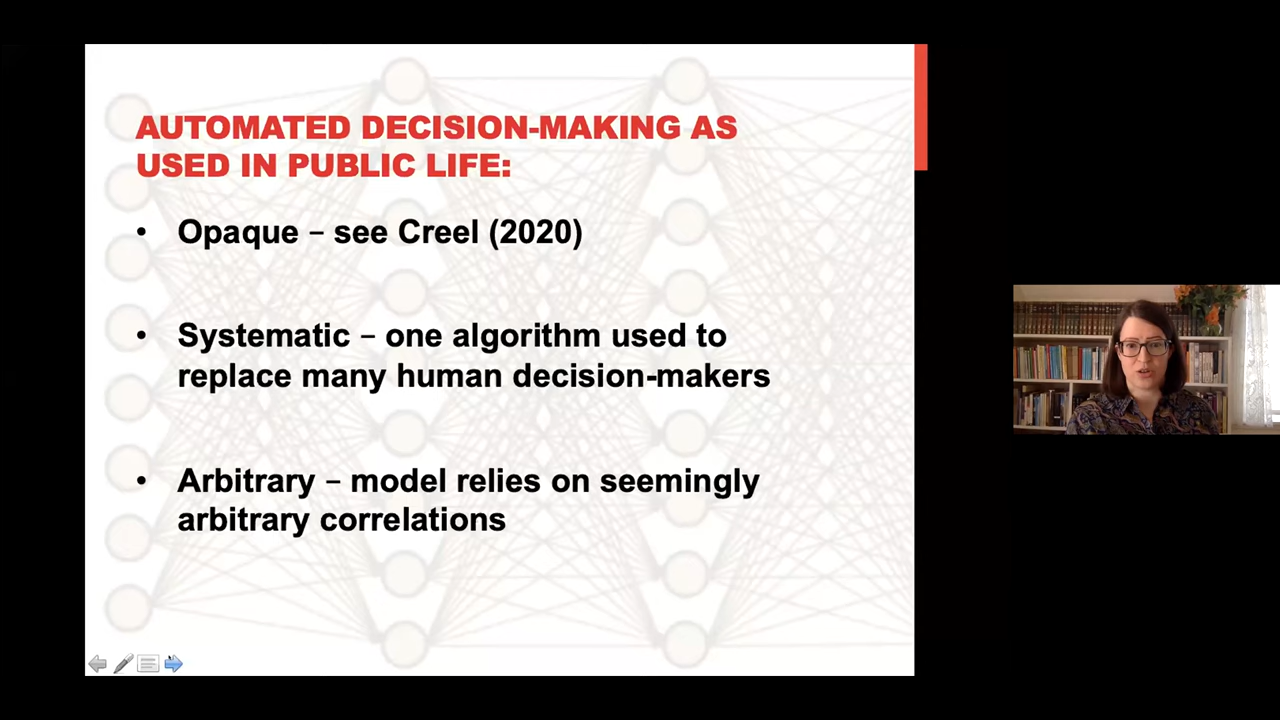 AUTOMATED DECISION-MAKING AS
USED IN PUBLIC LIFE:
• Opaque – see Creel (2020)
• Systematic – one algorithm used to
replace many human decision-makers
• Arbitrary – model relies on seemingly
arbitrary correlations